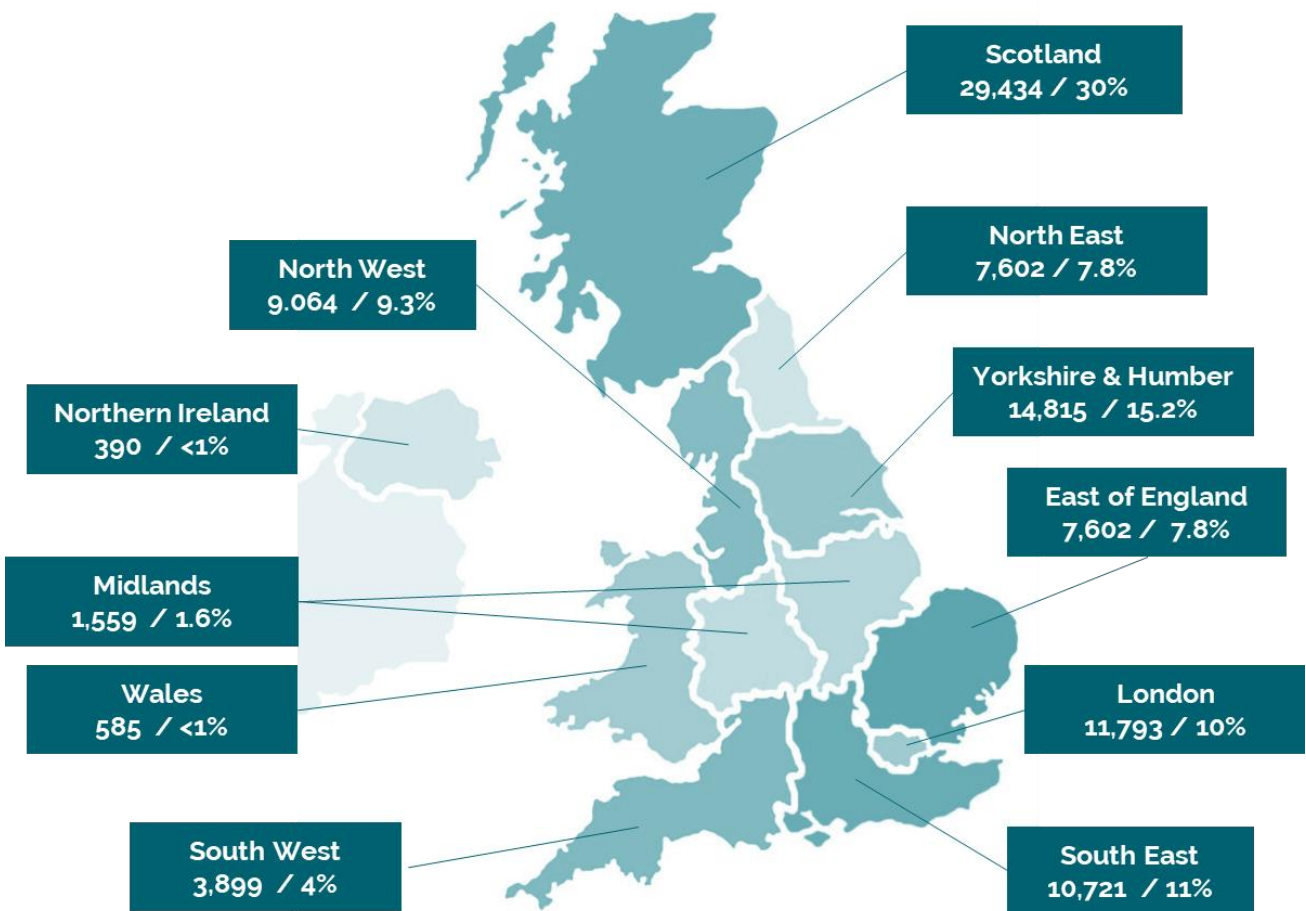 Scotland
29,434 / 30%
North East
7,602 / 7.8%
North West
9.064 / 9.3%
Yorkshire & Humber
14,815 / 15.2%
Northern Ireland
390 / <1%
East of England
7,602 / 7.8%
Midlands
1,559 / 1.6%
Wales
585 / <1%
London
11,793 / 10%
South West
3,899 / 4%
South East
10,721 / 11%